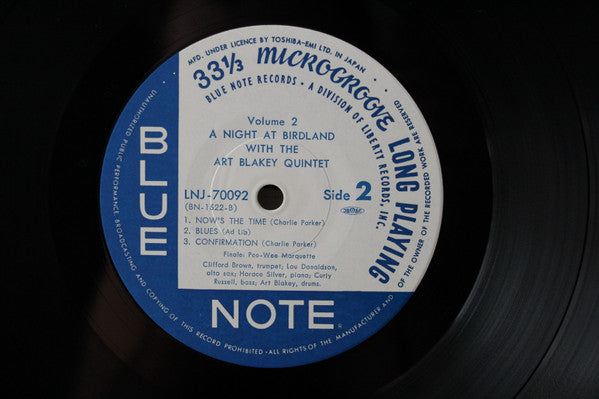 MFD. UNDER LICENCE BY TOSHIBA-EMI LTD. IN JAPAN
33⅓ MICROGROOVE LONG PLAYING
BLUE NOTE RECORDS • A DIVISION OF LIBERTY RECORDS, INC.
Volume 2
A NIGHT AT BIRDLAND
WITH THE
ART BLAKEY QUINTET
LNJ-70092
(BN-1522-B)
Side 2
1. NOW'S THE TIME (Charlie Parker)
2. BLUES (Ad Lib)
3. CONFIRMATION (Charlie Parker)
Finale: Pee-Wee Marquette
Clifford Brown, trumpet; Lou Donaldson,
alto sax; Horace Silver, piano; Curly
Russell, bass; Art Blakey, drums.
BLUE
NOTE
UNAUTHORIZED PUBLIC PERFORMANCE, BROADCASTING AND COPYING OF THIS RECORD PROHIBITED • ALL RIGHTS OF THE MANUFACTURER AND OF THE OWNER OF THE RECORDED WORK ARE RESERVED